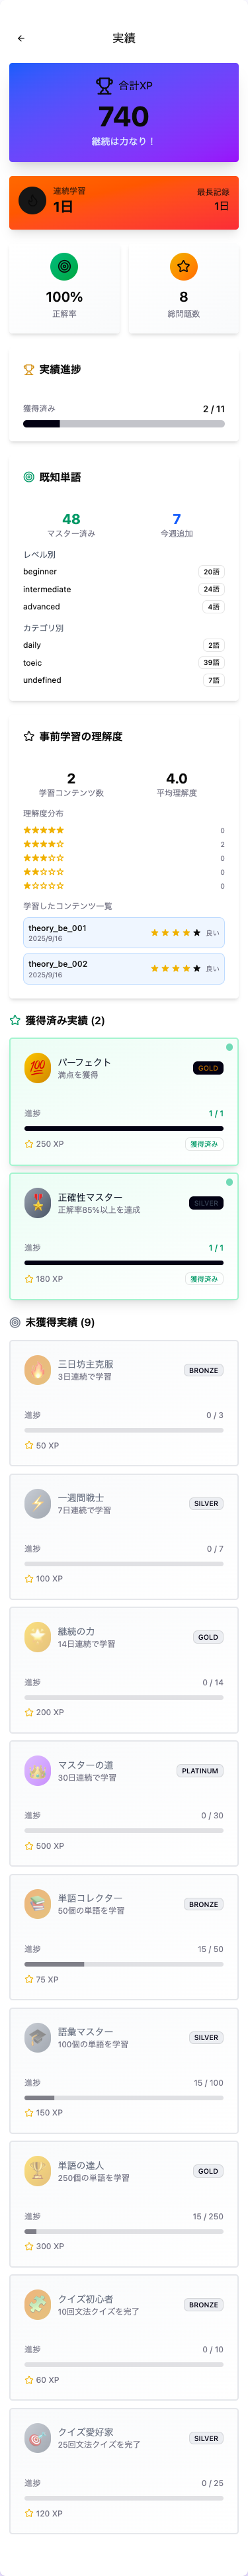 実績
合計XP
740
継続は力なり！
連続学習
1日
最長記録
1日
100%
正解率
8
総問題数
実績進捗
獲得済み
2 / 11
既知単語
48
マスター済み
7
今週追加
レベル別
beginner
20語
intermediate
24語
advanced
4語
カテゴリ別
daily
2語
toeic
39語
undefined
7語
事前学習の理解度
2
学習コンテンツ数
4.0
平均理解度
理解度分布
0
2
0
0
0
学習したコンテンツ一覧
theory_be_001
2025/9/16
良い
theory_be_002
2025/9/16
良い
獲得済み実績 (2)
パーフェクト
満点を獲得
GOLD
進捗
1 / 1
250 XP
獲得済み
正確性マスター
正解率85%以上を達成
SILVER
進捗
1 / 1
180 XP
獲得済み
未獲得実績 (9)
三日坊主克服
3日連続で学習
BRONZE
進捗
0 / 3
50 XP
一週間戦士
7日連続で学習
SILVER
進捗
0 / 7
100 XP
継続の力
14日連続で学習
GOLD
進捗
0 / 14
200 XP
マスターの道
30日連続で学習
PLATINUM
進捗
0 / 30
500 XP
単語コレクター
50個の単語を学習
BRONZE
進捗
15 / 50
75 XP
語彙マスター
100個の単語を学習
SILVER
進捗
15 / 100
150 XP
単語の達人
250個の単語を学習
GOLD
進捗
15 / 250
300 XP
クイズ初心者
10回文法クイズを完了
BRONZE
進捗
0 / 10
60 XP
クイズ愛好家
25回文法クイズを完了
SILVER
進捗
0 / 25
120 XP